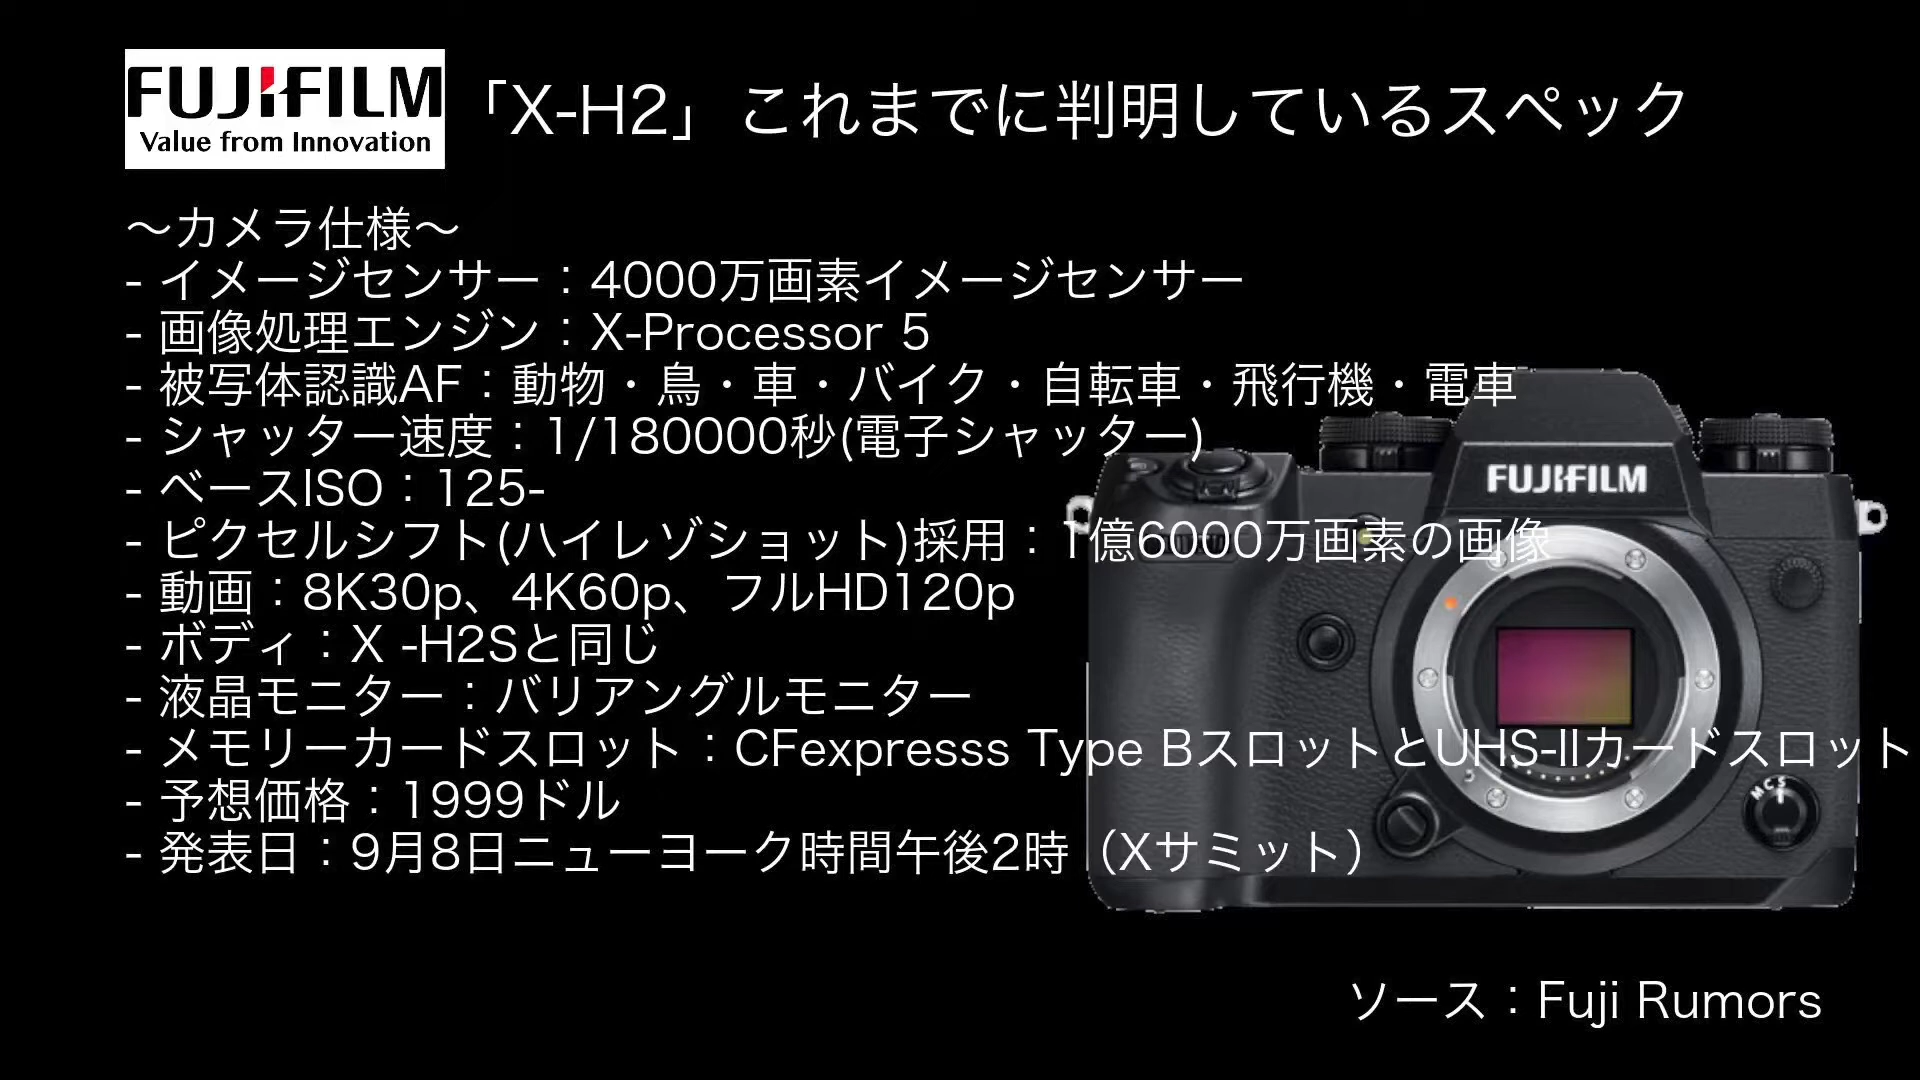 FUJIFILM
Value from Innovation
「X-H2」これまでに判明しているスペック
～カメラ仕様～
- イメージセンサー：4000万画素イメージセンサー
- 画像処理エンジン：X-Processor 5
- 被写体認識AF：動物・鳥・車・バイク・自転車・飛行機・電車
- シャッター速度：1/180000秒(電子シャッター)
- ベースISO：125-
- ピクセルシフト(ハイレゾショット)採用：1億6000万画素の画像
- 動画：8K30p、4K60p、フルHD120p
- ボディ：X -H2Sと同じ
- 液晶モニター：バリアングルモニター
- メモリーカードスロット：CFexpresss Type BスロットとUHS-IIカードスロット
- 予想価格：1999ドル
- 発表日：9月8日ニューヨーク時間午後2時（Xサミット）
FUJIFILM
M C S
ソース：Fuji Rumors